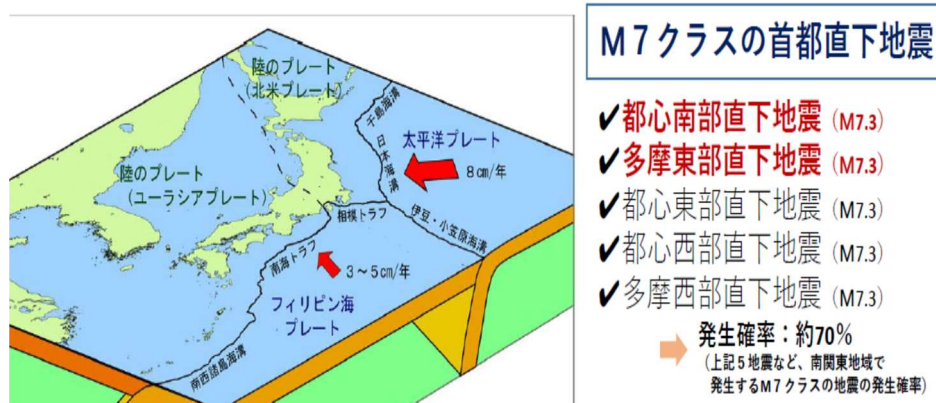 陸のプレート
(北米プレート)
千島海溝
日本海溝
太平洋プレート
8㎝/年
陸のプレート
(ユーラシアプレート)
相模トラフ
伊豆・小笠原海溝
南海トラフ
3～5㎝/年
フィリピン海
プレート
南西諸島海溝
M7クラスの首都直下地震
✔都心南部直下地震 (M7.3)
✔多摩東部直下地震 (M7.3)
✔都心東部直下地震 (M7.3)
✔都心西部直下地震 (M7.3)
✔多摩西部直下地震 (M7.3)
発生確率：約70%
(上記5地震など、南関東地域で
発生するM7クラスの地震の発生確率)